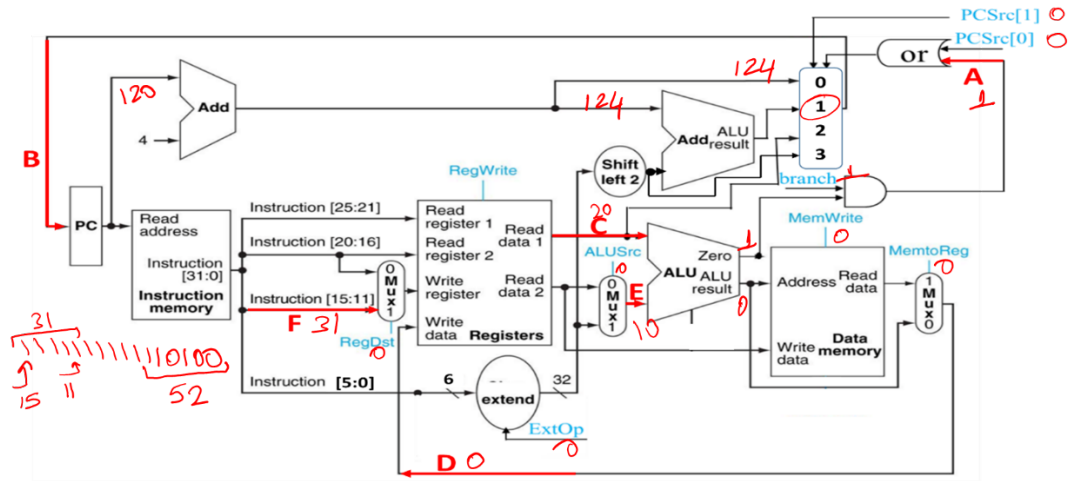 PCSrc[1] 0
PCSrc[0] 0
or
A
1
124
0
1
2
3
120
Add
124
4
Add ALU result
B
Shift left 2
branch 1
RegWrite
PC
Read address
Instruction [31:0]
Instruction memory
Instruction [25:21]
Instruction [20:16]
Instruction [15:11]
F 31
0 Mux 1
RegDst
0
Read register 1
Read register 2
Write register
Write data
Read data 1
Read data 2
Registers
20
C
ALUSrc
0
0 Mux 1
E
10
Zero
1
ALU ALU result
0
MemWrite
0
Address
Read data
Write data
Data memory
MemtoReg
0
1 Mux 0
31
15
11
10100
52
Instruction [5:0]
6
extend
32
ExtOp
0
D 0